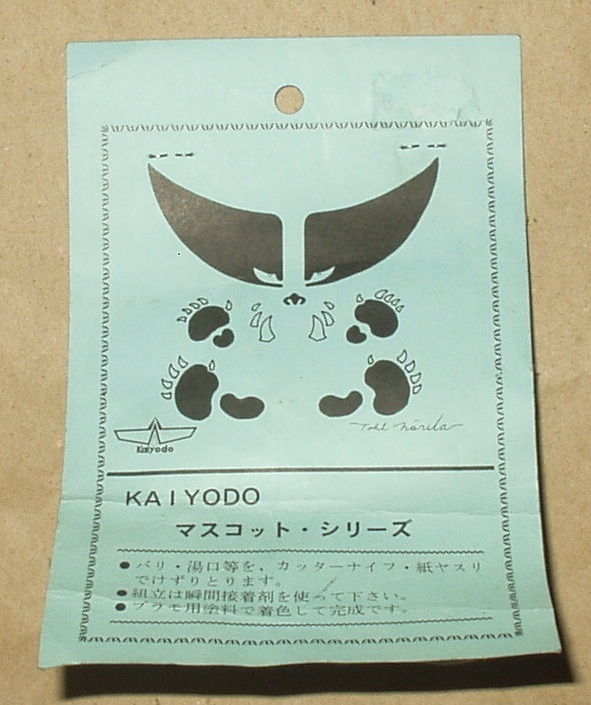 Tohl Narita
Kaiyodo
KAIYODO
マスコット・シリーズ
●バリ・湯口等を、カッターナイフ・紙ヤスリ
でけずりとります。
●組立は瞬間接着剤を使って下さい。
●プラモ用塗料で着色して完成です。